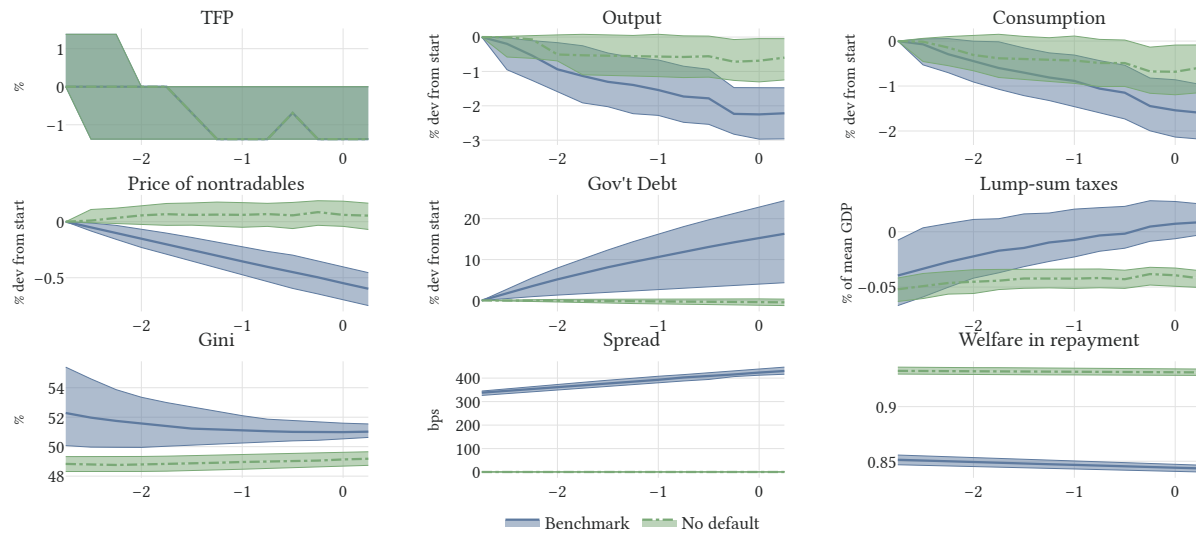 TFP Output Consumption
1 0 −1
% 
−2 −1 0
0 −1 −2 −3
% dev from start
−2 −1 0
0 −1 −2
% dev from start
−2 −1 0
Price of nontradables Gov't Debt Lump-sum taxes
0 −0.5
% dev from start
−2 −1 0
20 10 0
% dev from start
−2 −1 0
0 −0.05
% of mean GDP
−2 −1 0
Gini Spread Welfare in repayment
54 52 50 48
%
−2 −1 0
400 300 200 100 0
bps
−2 −1 0
0.9 0.85
−2 −1 0
Benchmark No default